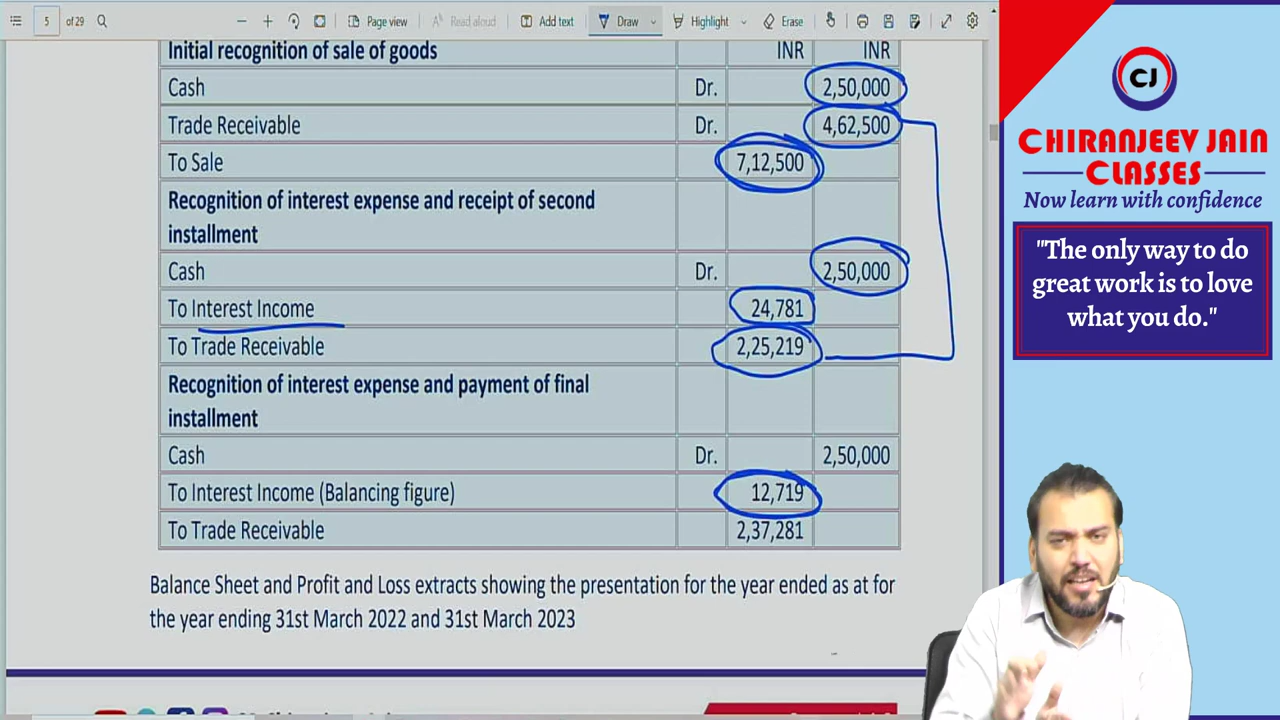 5 of 29 Page view Read aloud Add text Draw Highlight Erase
Initial recognition of sale of goods INR INR
Cash Dr. 2,50,000
Trade Receivable Dr. 4,62,500
To Sale 7,12,500
Recognition of interest expense and receipt of second
installment
Cash Dr. 2,50,000
To Interest Income 24,781
To Trade Receivable 2,25,219
Recognition of interest expense and payment of final
installment
Cash Dr. 2,50,000
To Interest Income (Balancing figure) 12,719
To Trade Receivable 2,37,281
Balance Sheet and Profit and Loss extracts showing the presentation for the year ended as at for
the year ending 31st March 2022 and 31st March 2023
CJ
CHIRANJEEV JAIN
CLASSES
Now learn with confidence
"The only way to do
great work is to love
what you do."